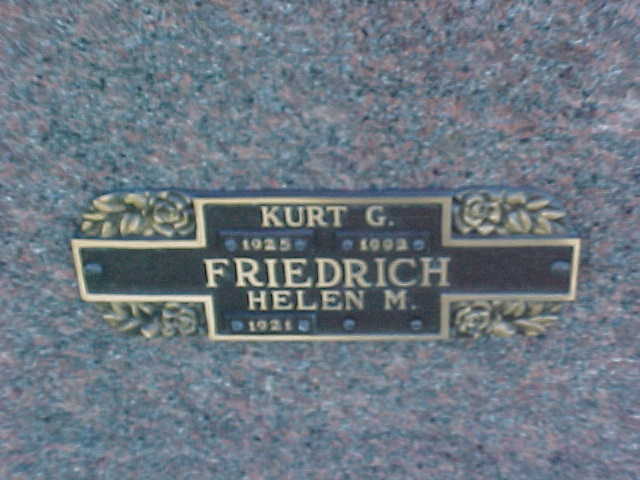 KURT G.
1925 1992
FRIEDRICH
HELEN M.
1921